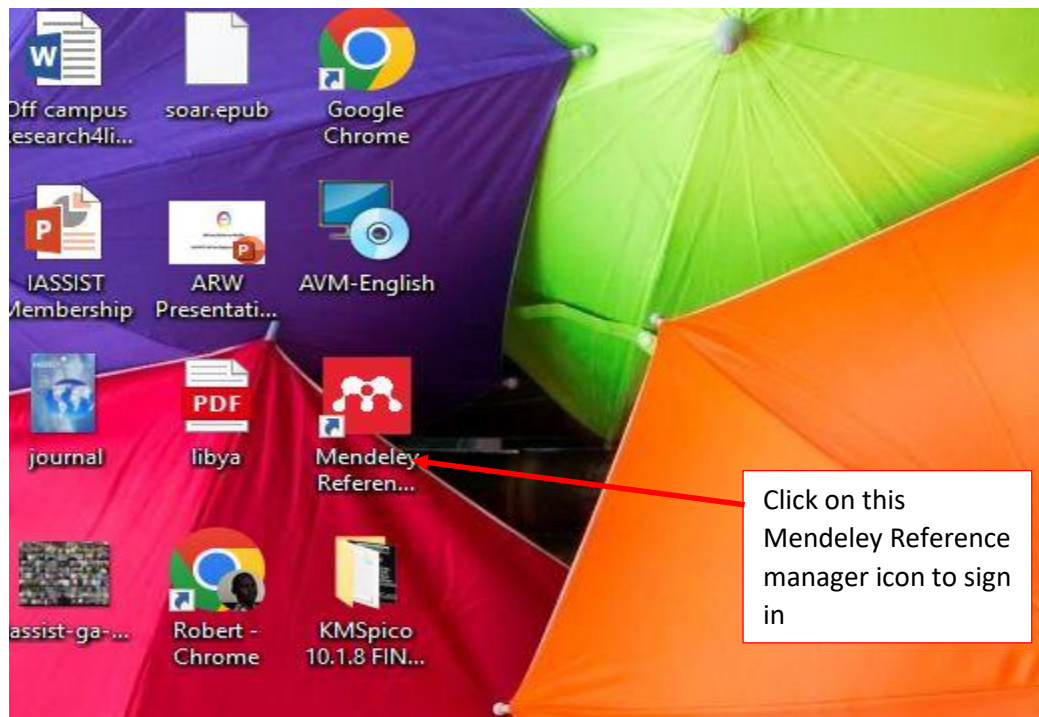 Off campus
research4li...
soar.epub
Google
Chrome
IASSIST
Membership
ARW
Presentati...
AVM-English
journal
PDF
libya
Mendeley
Referen...
assist-ga-...
Robert -
Chrome
KMSpico
10.1.8 FIN...
Click on this
Mendeley Reference
manager icon to sign
in
W
P
P